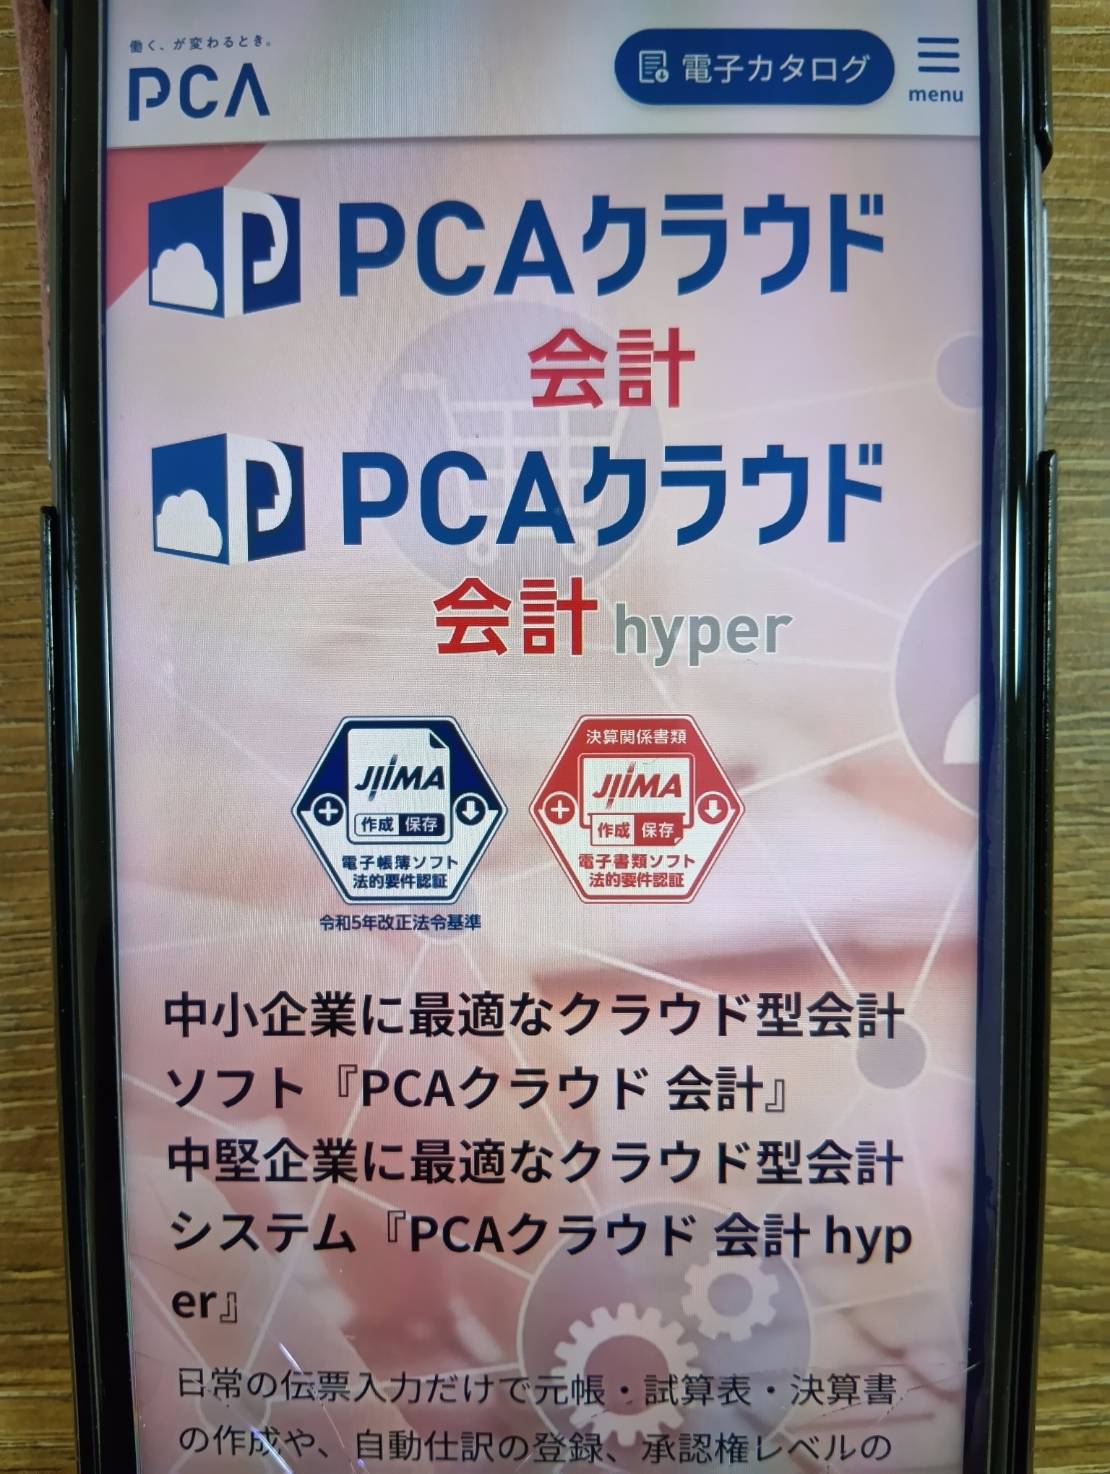 働く、が変わるとき。
PCA
電子カタログ
menu
PCAクラウド
会計
PCAクラウド
会計 hyper
JIIMA
作成 保存
電子帳簿ソフト
法的要件認証
令和5年改正法令基準
決算関係書類
JIIMA
作成 保存
電子書類ソフト
法的要件認証
中小企業に最適なクラウド型会計
ソフト『PCAクラウド 会計』
中堅企業に最適なクラウド型会計
システム『PCAクラウド 会計 hyp
er』
日常の伝票入力だけで元帳・試算表・決算書
の作成や、自動仕訳の登録、承認権レベルの